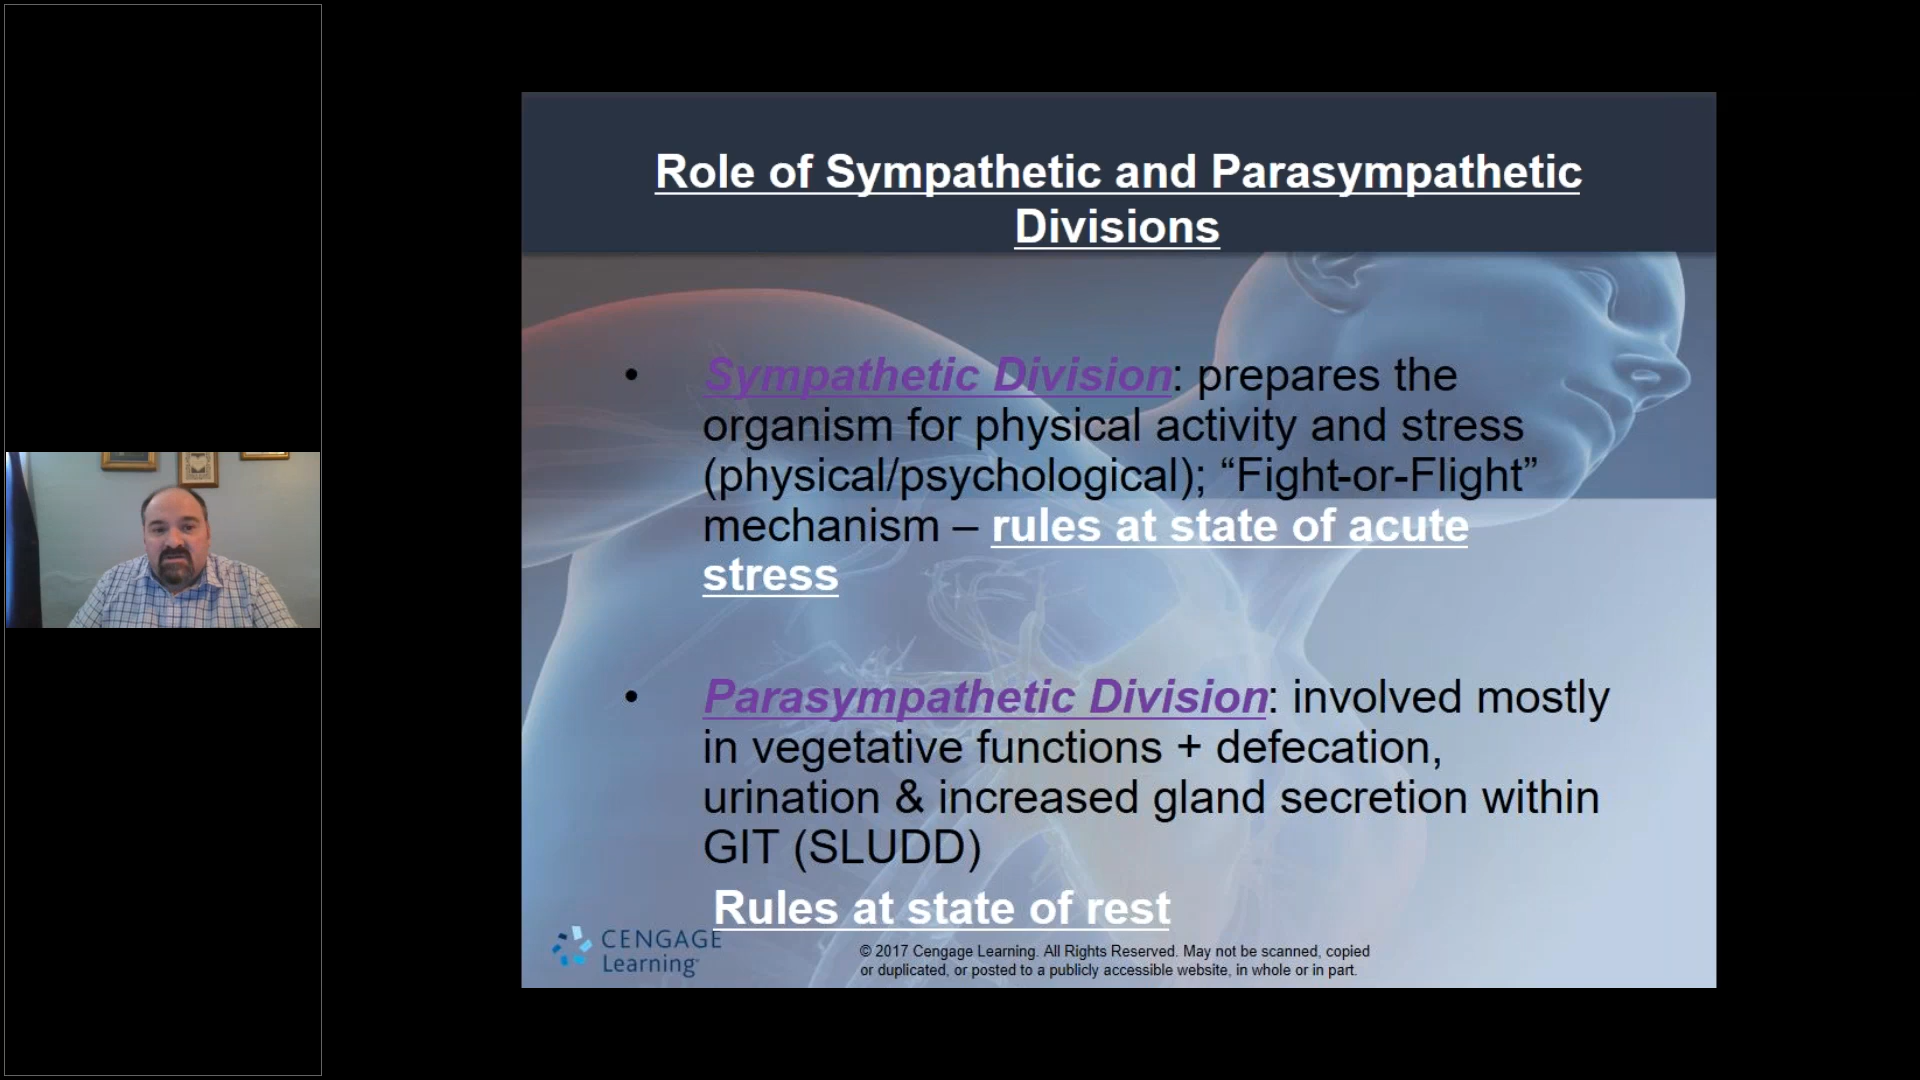 Role of Sympathetic and Parasympathetic
Divisions
• Sympathetic Division: prepares the
organism for physical activity and stress
(physical/psychological); “Fight-or-Flight”
mechanism – rules at state of acute
stress
• Parasympathetic Division: involved mostly
in vegetative functions + defecation,
urination & increased gland secretion within
GIT (SLUDD)
Rules at state of rest
CENGAGE
Learning
© 2017 Cengage Learning. All Rights Reserved. May not be scanned, copied
or duplicated, or posted to a publicly accessible website, in whole or in part.